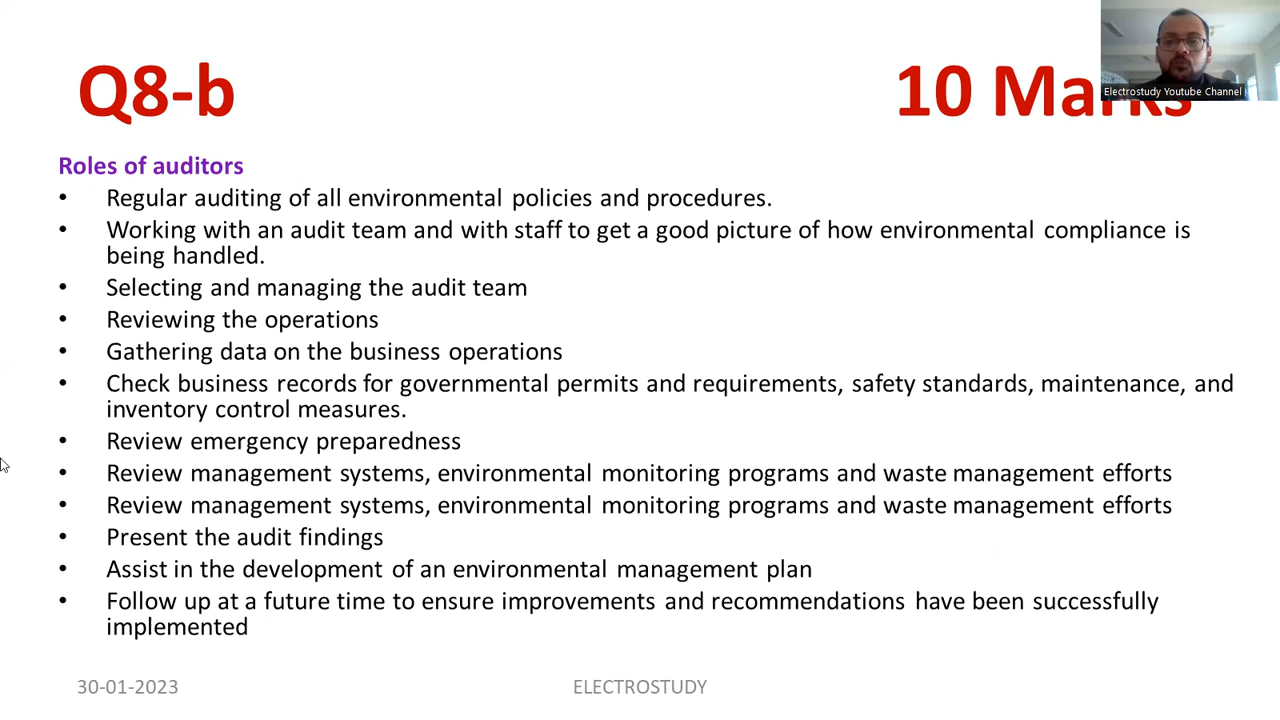 Q8-b
10 Marks
Electrostudy Youtube Channel
Roles of auditors
• Regular auditing of all environmental policies and procedures.
• Working with an audit team and with staff to get a good picture of how environmental compliance is
being handled.
• Selecting and managing the audit team
• Reviewing the operations
• Gathering data on the business operations
• Check business records for governmental permits and requirements, safety standards, maintenance, and
inventory control measures.
• Review emergency preparedness
• Review management systems, environmental monitoring programs and waste management efforts
• Review management systems, environmental monitoring programs and waste management efforts
• Present the audit findings
• Assist in the development of an environmental management plan
• Follow up at a future time to ensure improvements and recommendations have been successfully
implemented
30-01-2023
ELECTROSTUDY